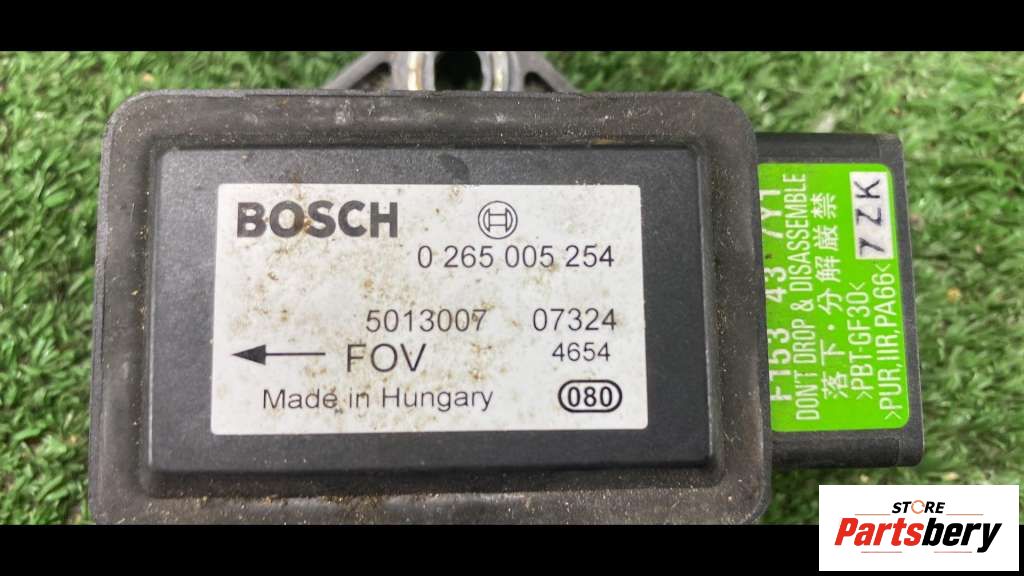 BOSCH
0 265 005 254
5013007 07324
FOV 4654
Made in Hungary 080
F153 43 7Y1
DON'T DROP & DISASSEMBLE
落下・分解厳禁
>PBT-GF30<
>PUR,IIR,PA66<
7ZK
STORE
Partsbery